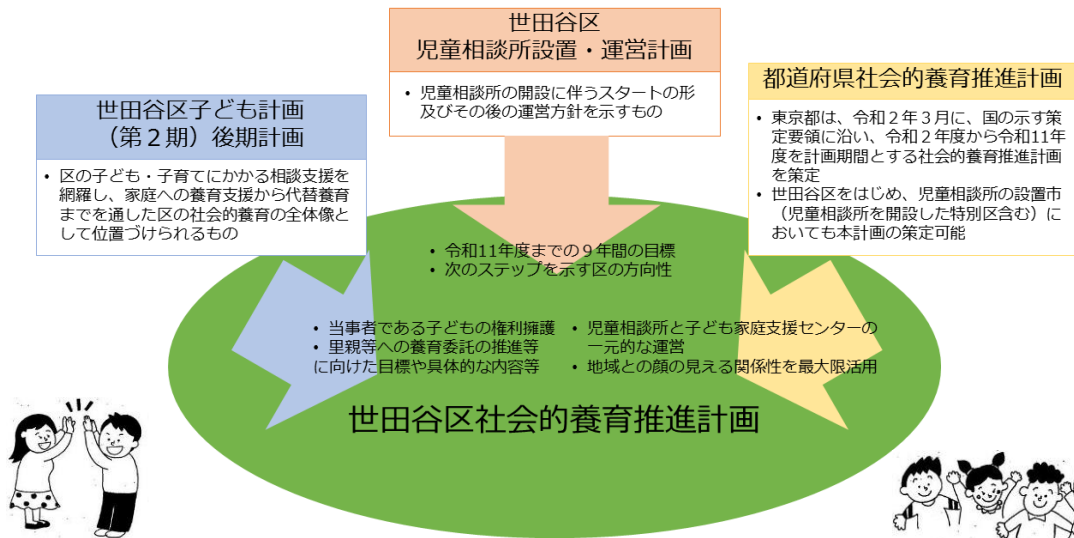 世田谷区
児童相談所設置・運営計画
• 児童相談所の開設に伴うスタートの形
及びその後の運営方針を示すもの
世田谷区子ども計画
（第２期）後期計画
• 区の子ども・子育てにかかる相談支援を
網羅し、家庭への養育支援から代替養育
までを通した区の社会的養育の全体像と
して位置づけられるもの
都道府県社会的養育推進計画
• 東京都は、令和２年３月に、国の示す策
定要領に沿い、令和２年度から令和11年
度を計画期間とする社会的養育推進計画
を策定
• 世田谷区をはじめ、児童相談所の設置市
（児童相談所を開設した特別区含む）に
おいても本計画の策定可能
• 令和11年度までの９年間の目標
• 次のステップを示す区の方向性
• 当事者である子どもの権利擁護
• 里親等への養育委託の推進等
に向けた目標や具体的な内容等
• 児童相談所と子ども家庭支援センターの
一元的な運営
• 地域との顔の見える関係性を最大限活用
世田谷区社会的養育推進計画